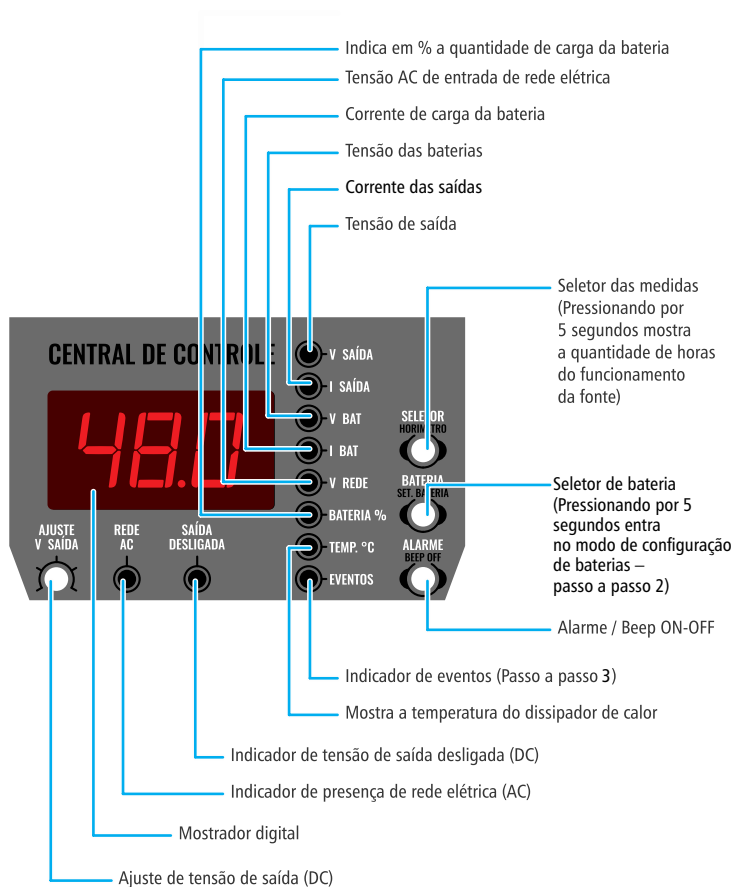 Indica em % a quantidade de carga da bateria
Tensão AC de entrada de rede elétrica
Corrente de carga da bateria
Tensão das baterias
Corrente das saídas
Tensão de saída
Seletor das medidas
(Pressionando por
5 segundos mostra
a quantidade de horas
do funcionamento
da fonte)
CENTRAL DE CONTROLE
48.0
V SAÍDA
I SAÍDA
V BAT
I BAT
V REDE
BATERIA %
TEMP. °C
EVENTOS
SELETOR
HORIMETRO
BATERIA
SET. BATERIA
ALARME
BEEP OFF
AJUSTE
V SAÍDA
REDE
AC
SAÍDA
DESLIGADA
Seletor de bateria
(Pressionando por 5
segundos entra
no modo de configuração
de baterias –
passo a passo 2)
Alarme / Beep ON-OFF
Indicador de eventos (Passo a passo 3)
Mostra a temperatura do dissipador de calor
Indicador de tensão de saída desligada (DC)
Indicador de presença de rede elétrica (AC)
Mostrador digital
Ajuste de tensão de saída (DC)